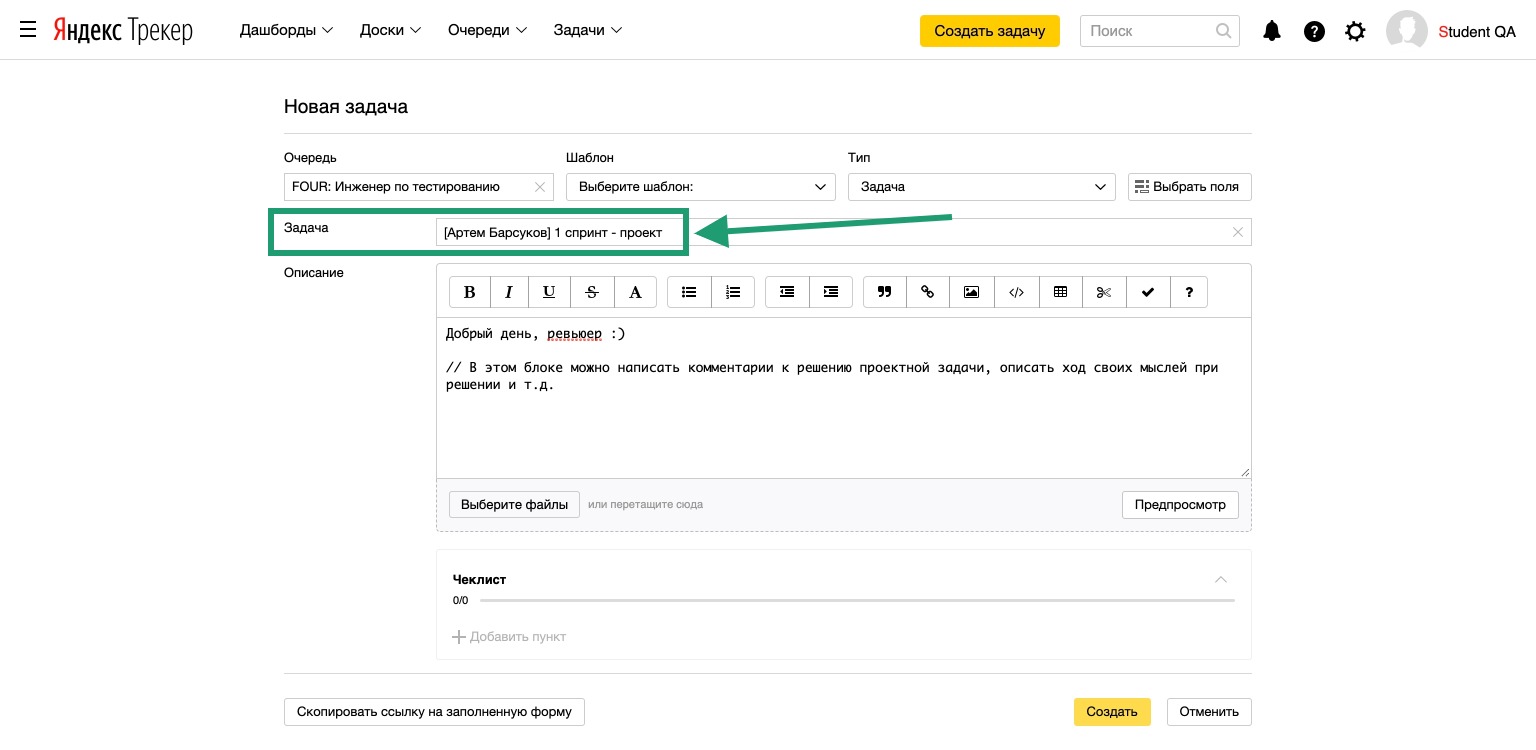 Яндекс Трекер Дашборды Доски Очереди Задачи Создать задачу Поиск Student QA
Новая задача
Очередь Шаблон Тип
FOUR: Инженер по тестированию Выберите шаблон: Задача Выбрать поля
Задача [Артем Барсуков] 1 спринт - проект
Описание
B I U S A </> ?
Добрый день, ревьюер :)
// В этом блоке можно написать комментарии к решению проектной задачи, описать ход своих мыслей при
решении и т.д.
Выберите файлы или перетащите сюда Предпросмотр
Чеклист
0/0
Добавить пункт
Скопировать ссылку на заполненную форму Создать Отменить